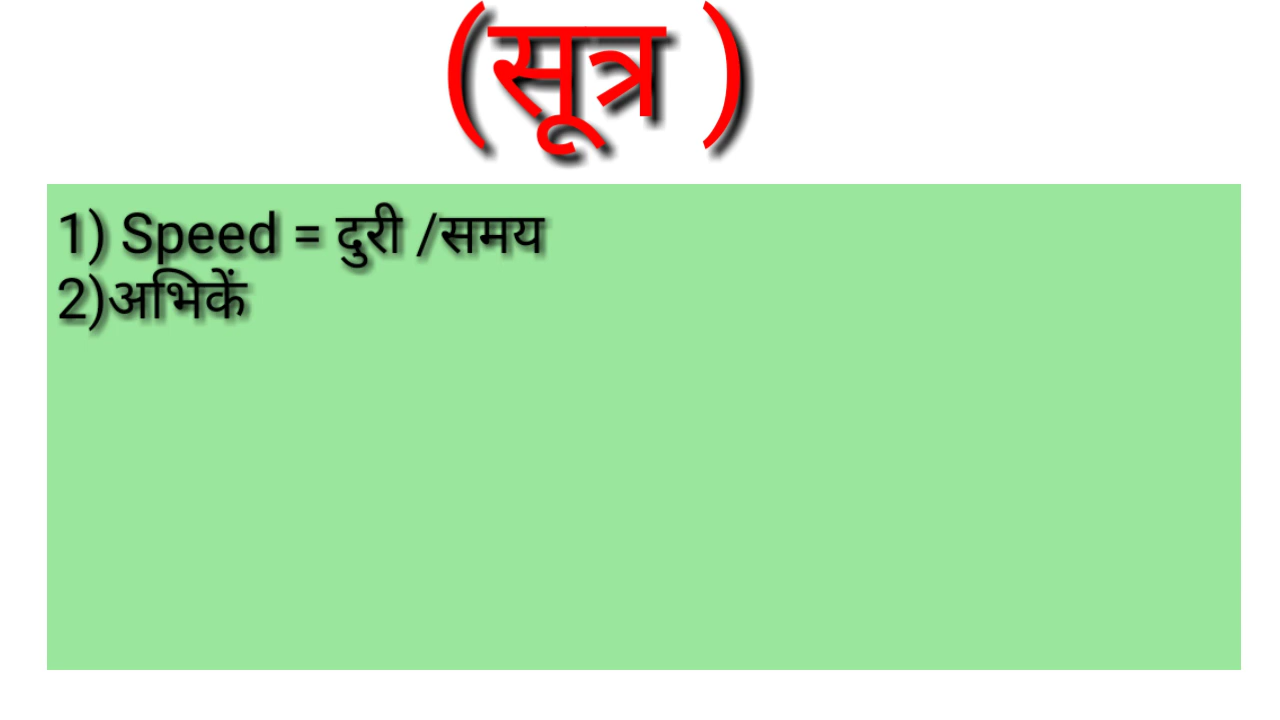 (सूत्र )
1) Speed = दुरी /समय
2)अभिकें